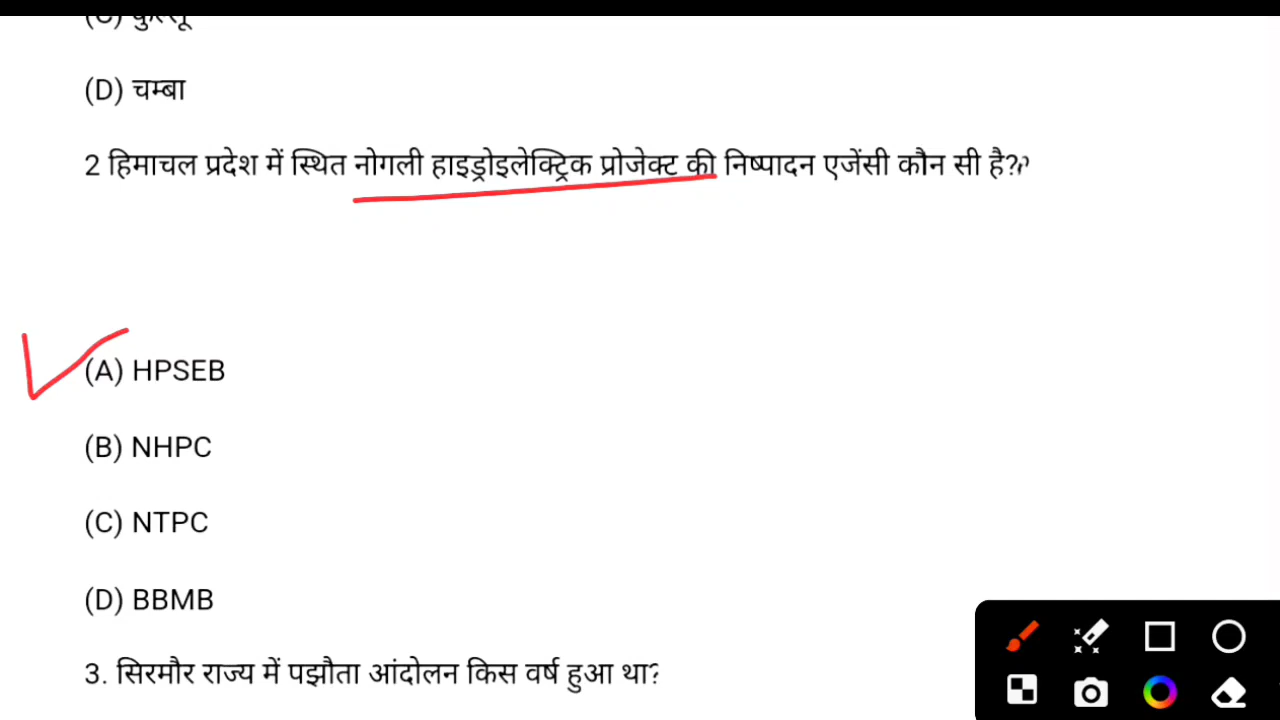 (C) कुल्लू
(D) चम्बा
2 हिमाचल प्रदेश में स्थित नोगली हाइड्रोइलेक्ट्रिक प्रोजेक्ट की निष्पादन एजेंसी कौन सी है?
(A) HPSEB
(B) NHPC
(C) NTPC
(D) BBMB
3. सिरमौर राज्य में पझौता आंदोलन किस वर्ष हुआ था?